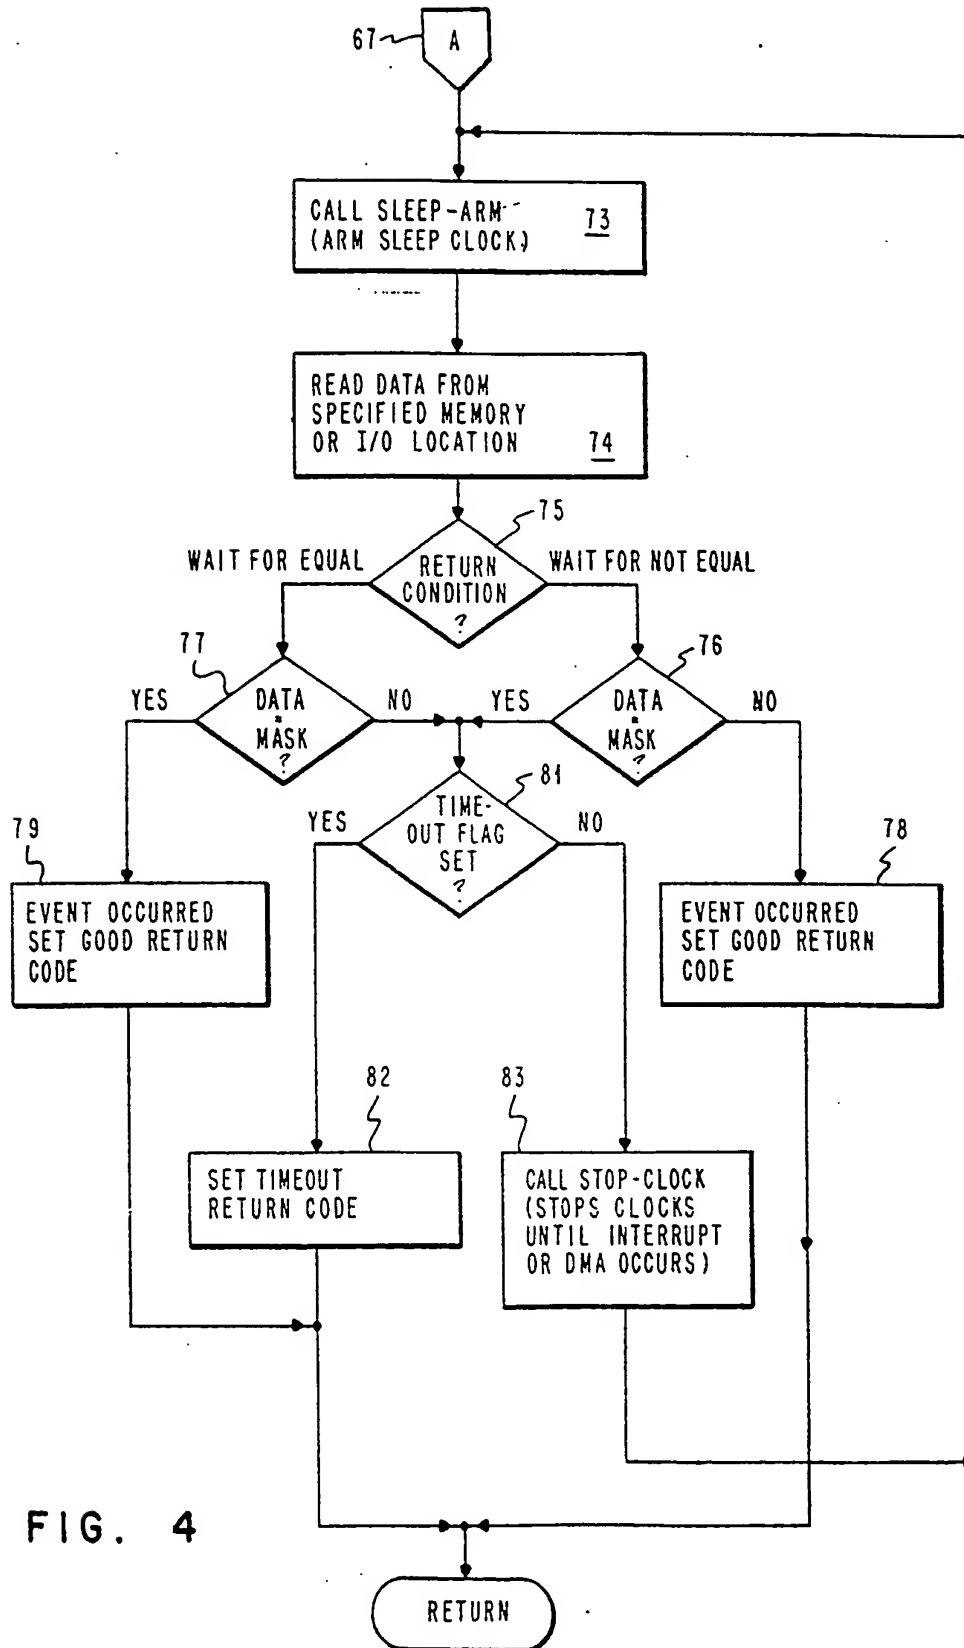 67
A
CALL SLEEP-ARM
(ARM SLEEP CLOCK)
73
READ DATA FROM
SPECIFIED MEMORY
OR I/O LOCATION
74
75
WAIT FOR EQUAL
RETURN
CONDITION
?
WAIT FOR NOT EQUAL
77
76
YES
DATA
=
MASK
?
NO
YES
DATA
=
MASK
?
NO
81
YES
TIME-
OUT FLAG
SET
?
NO
79
78
EVENT OCCURRED
SET GOOD RETURN
CODE
EVENT OCCURRED
SET GOOD RETURN
CODE
82
83
SET TIMEOUT
RETURN CODE
CALL STOP-CLOCK
(STOPS CLOCKS
UNTIL INTERRUPT
OR DMA OCCURS)
FIG. 4
RETURN